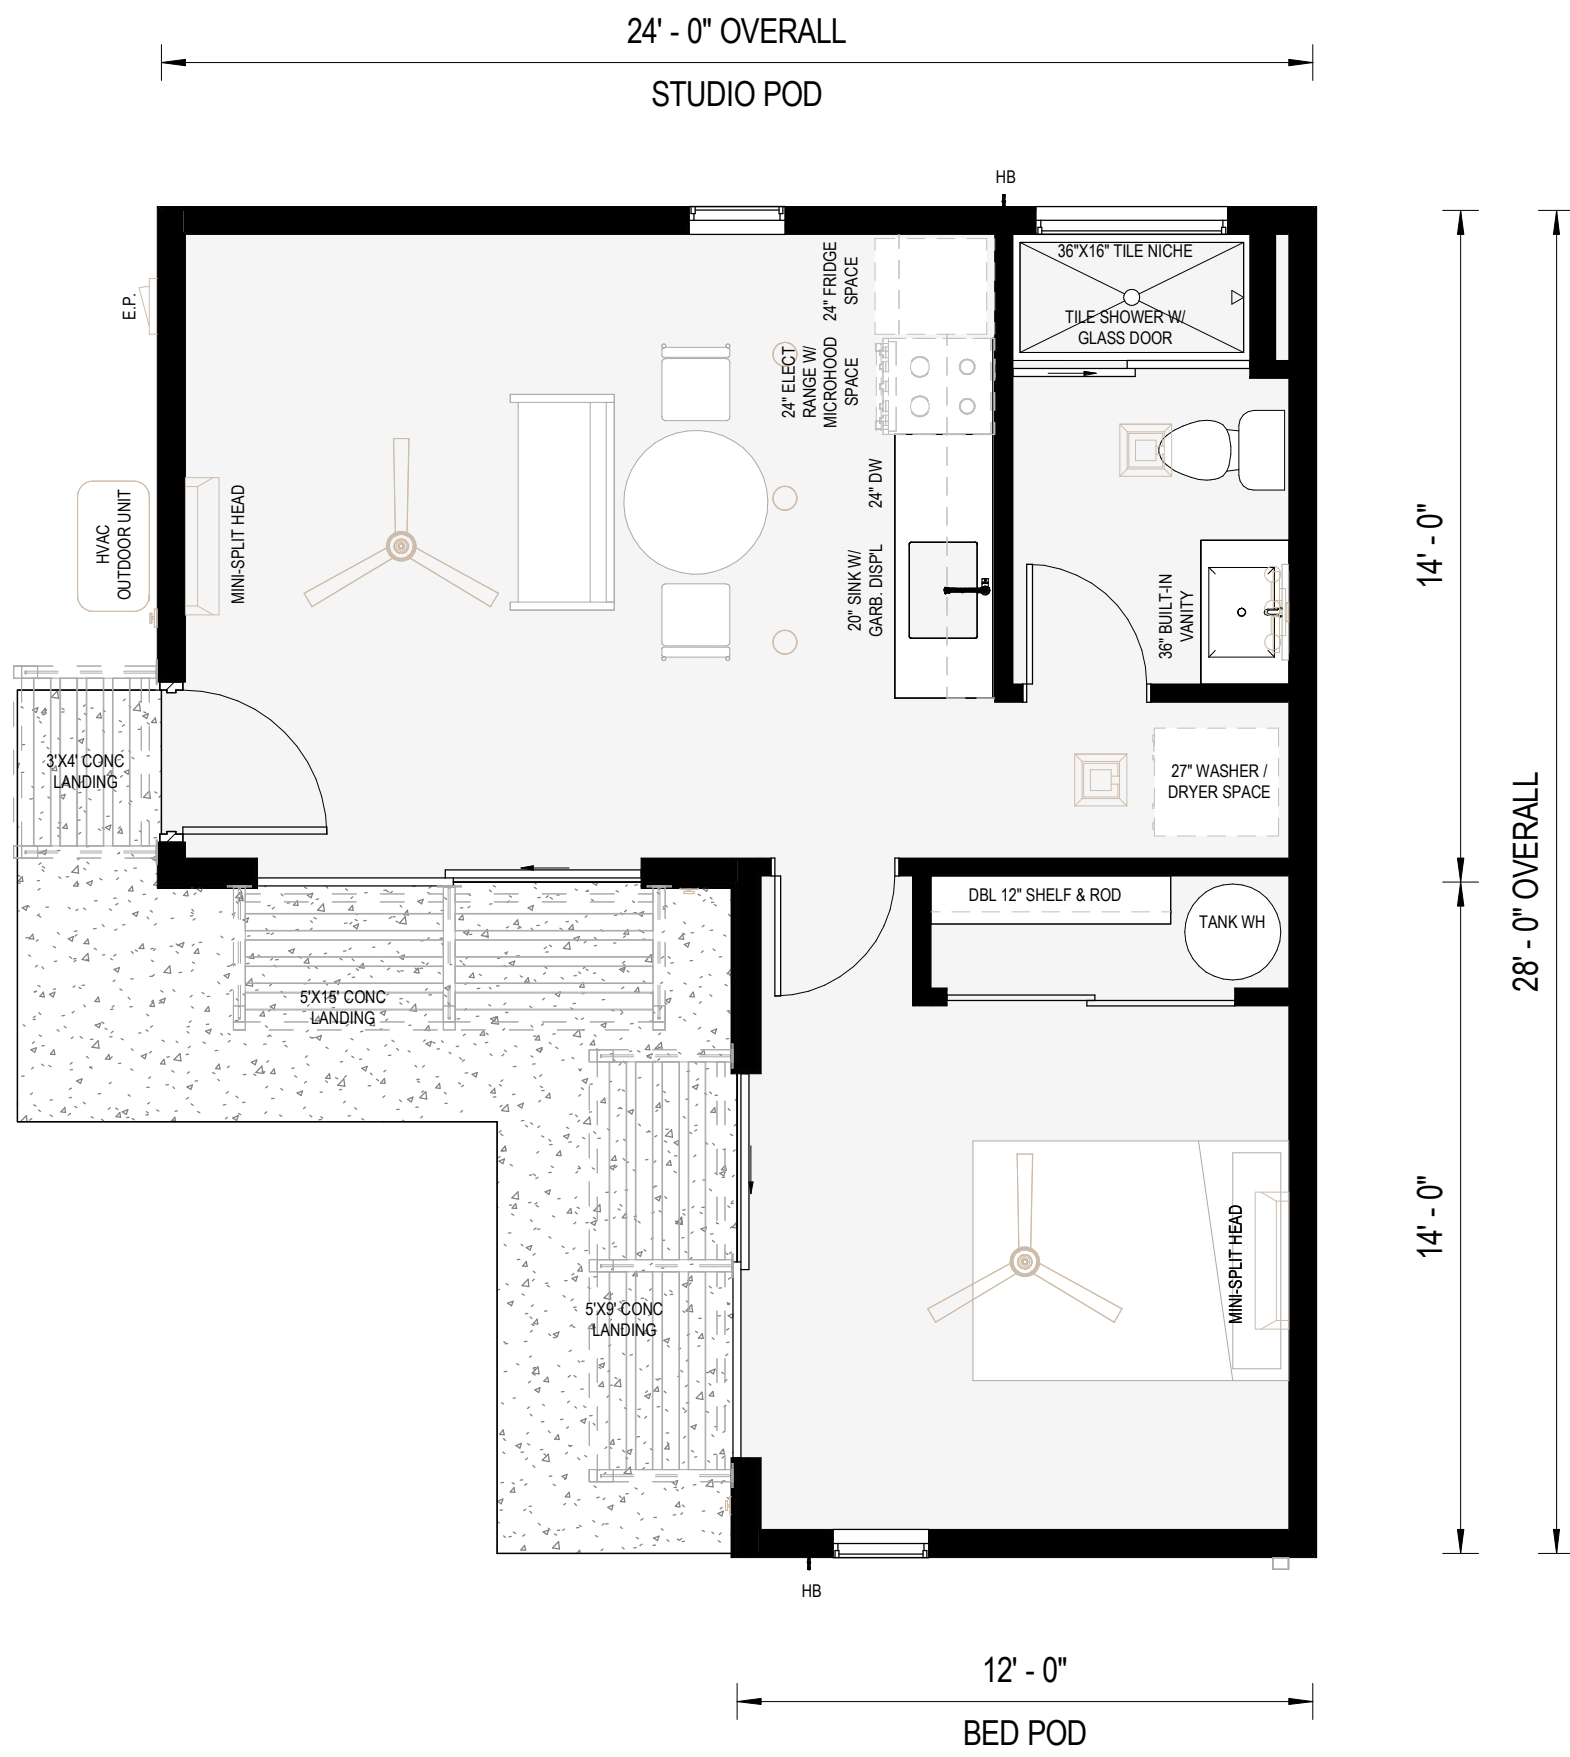 24' - 0" OVERALL
STUDIO POD
HB
36"X16" TILE NICHE
TILE SHOWER W/
GLASS DOOR
24" FRIDGE
SPACE
E.P.
24" ELECT
RANGE W/
MICROHOOD
SPACE
24" DW
HVAC
OUTDOOR UNIT
MINI-SPLIT HEAD
20" SINK W/
GARB. DISP'L
36" BUILT-IN
VANITY
14' - 0"
3'X4' CONC
LANDING
27" WASHER /
DRYER SPACE
28' - 0" OVERALL
DBL 12" SHELF & ROD
TANK WH
5'X15' CONC
LANDING
14' - 0"
MINI-SPLIT HEAD
5'X9' CONC
LANDING
HB
12' - 0"
BED POD